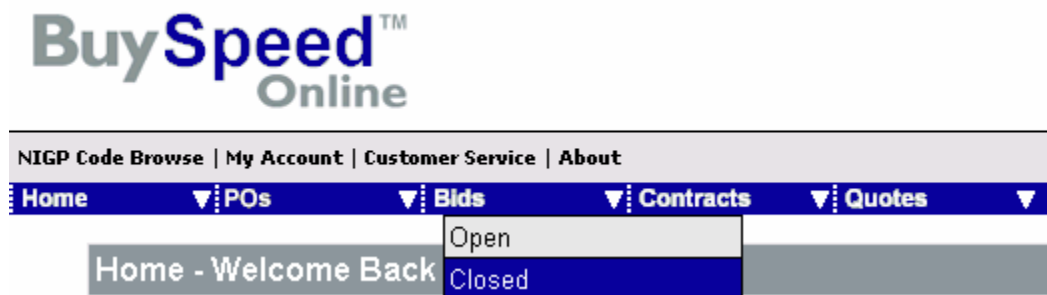 BuySpeed™
Online
NIGP Code Browse | My Account | Customer Service | About
Home POs Bids Contracts Quotes
Open
Home - Welcome Back
Closed